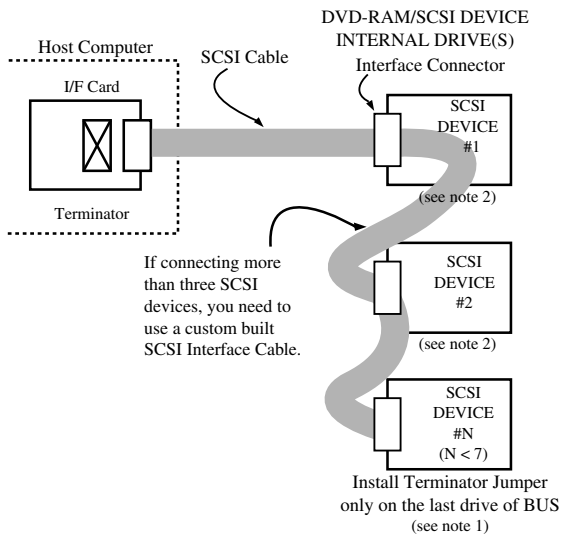 DVD-RAM/SCSI DEVICE
INTERNAL DRIVE(S)
Host Computer
SCSI Cable
Interface Connector
I/F Card
Terminator
SCSI
DEVICE
#1
(see note 2)
If connecting more
than three SCSI
devices, you need to
use a custom built
SCSI Interface Cable.
SCSI
DEVICE
#2
(see note 2)
SCSI
DEVICE
#N
(N < 7)
Install Terminator Jumper
only on the last drive of BUS
(see note 1)